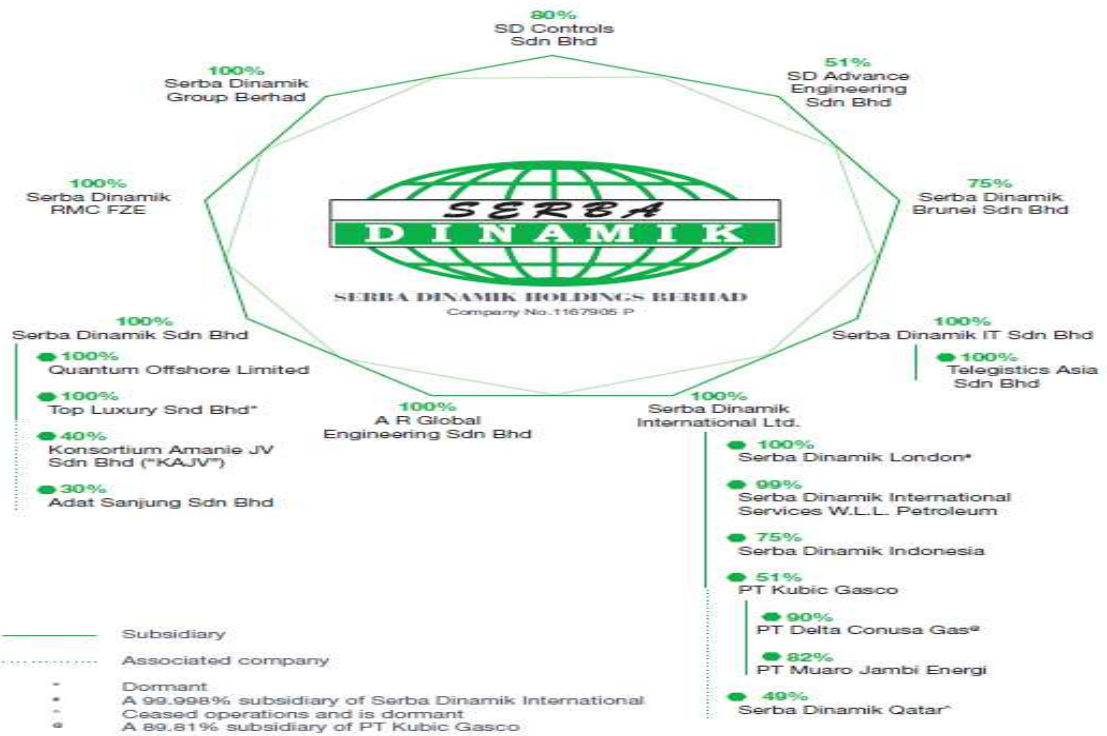 80%
SD Controls
Sdn Bhd
100%
Serba Dinamik
Group Berhad
51%
SD Advance
Engineering
Sdn Bhd
100%
Serba Dinamik
RMC FZE
75%
Serba Dinamik
Brunei Sdn Bhd
SERBA
DINAMIK
SERBA DINAMIK HOLDINGS BERHAD
Company No.1167905 P
100%
Serba Dinamik Sdn Bhd
100%
Quantum Offshore Limited
100%
Top Luxury Snd Bhd*
40%
Konsortium Amanie JV
Sdn Bhd ("KAJV")
30%
Adat Sanjung Sdn Bhd
100%
A R Global
Engineering Sdn Bhd
100%
Serba Dinamik
International Ltd.
100%
Serba Dinamik London•
99%
Serba Dinamik International
Services W.L.L. Petroleum
75%
Serba Dinamik Indonesia
51%
PT Kubic Gasco
90%
PT Delta Conusa Gas@
82%
PT Muaro Jambi Energi
49%
Serba Dinamik Qatar^
100%
Serba Dinamik IT Sdn Bhd
100%
Telegistics Asia
Sdn Bhd
Subsidiary
Associated company
* Dormant
• A 99.998% subsidiary of Serba Dinamik International
^ Ceased operations and is dormant
@ A 89.81% subsidiary of PT Kubic Gasco